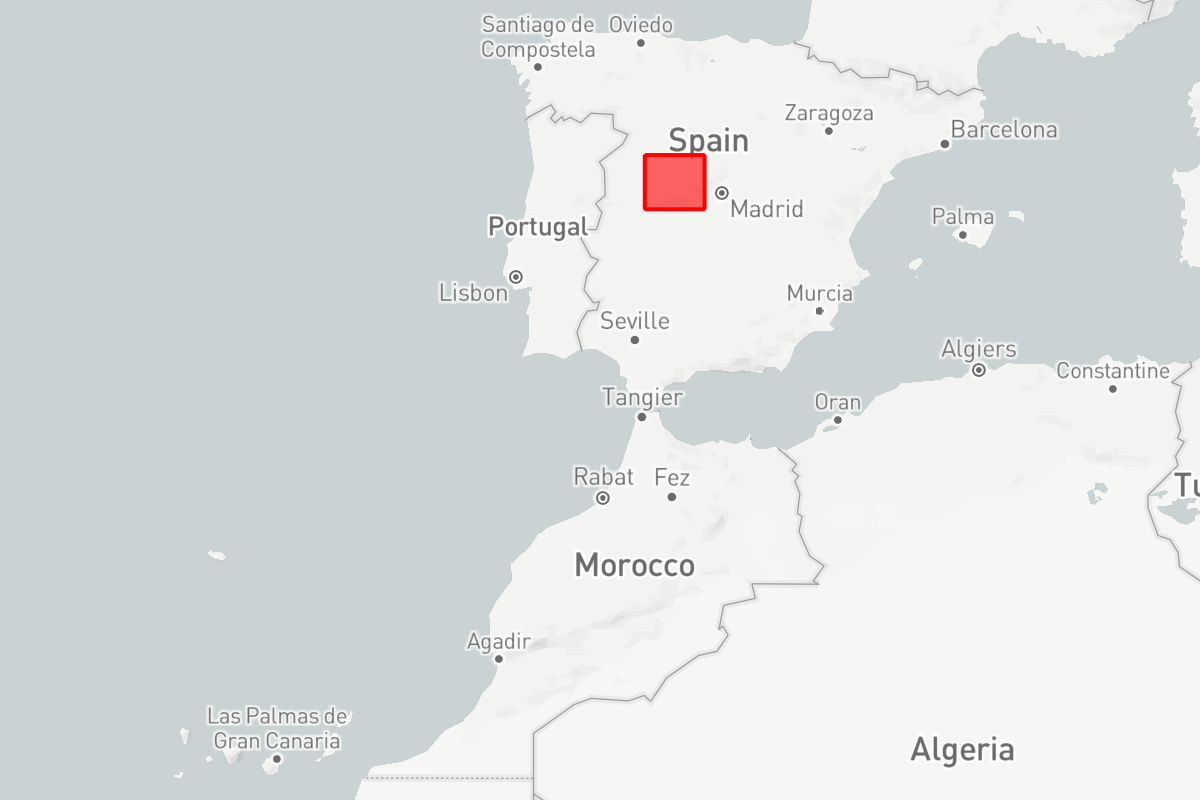 Santiago de
Compostela
Oviedo
Zaragoza
Barcelona
Spain
Madrid
Palma
Portugal
Lisbon
Murcia
Seville
Algiers
Constantine
Tangier
Oran
Rabat
Fez
Tu
Morocco
Agadir
Las Palmas de
Gran Canaria
Algeria